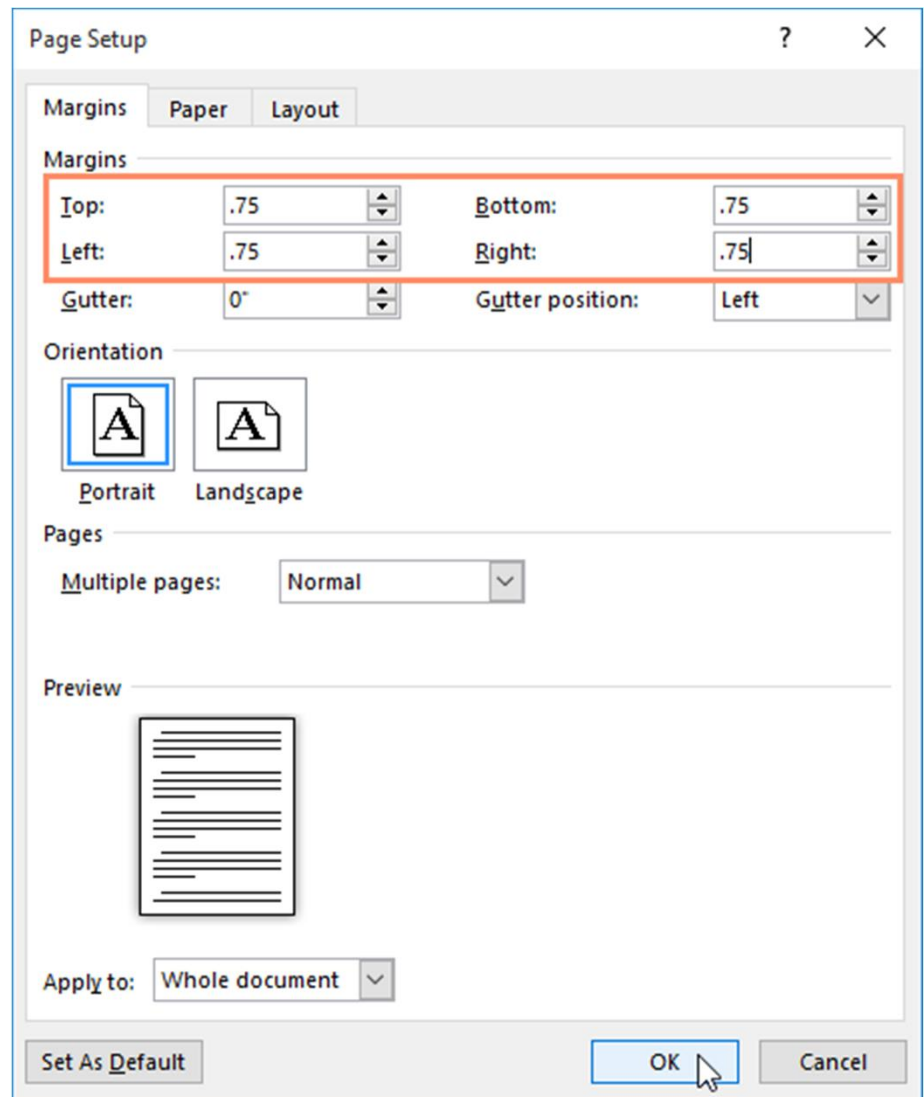 Page Setup ?
Margins Paper Layout
Margins
Top: .75 Bottom: .75
Left: .75 Right: .75
Gutter: 0" Gutter position: Left
Orientation
A A
Portrait Landscape
Pages
Multiple pages: Normal
Preview
Apply to: Whole document
Set As Default OK Cancel